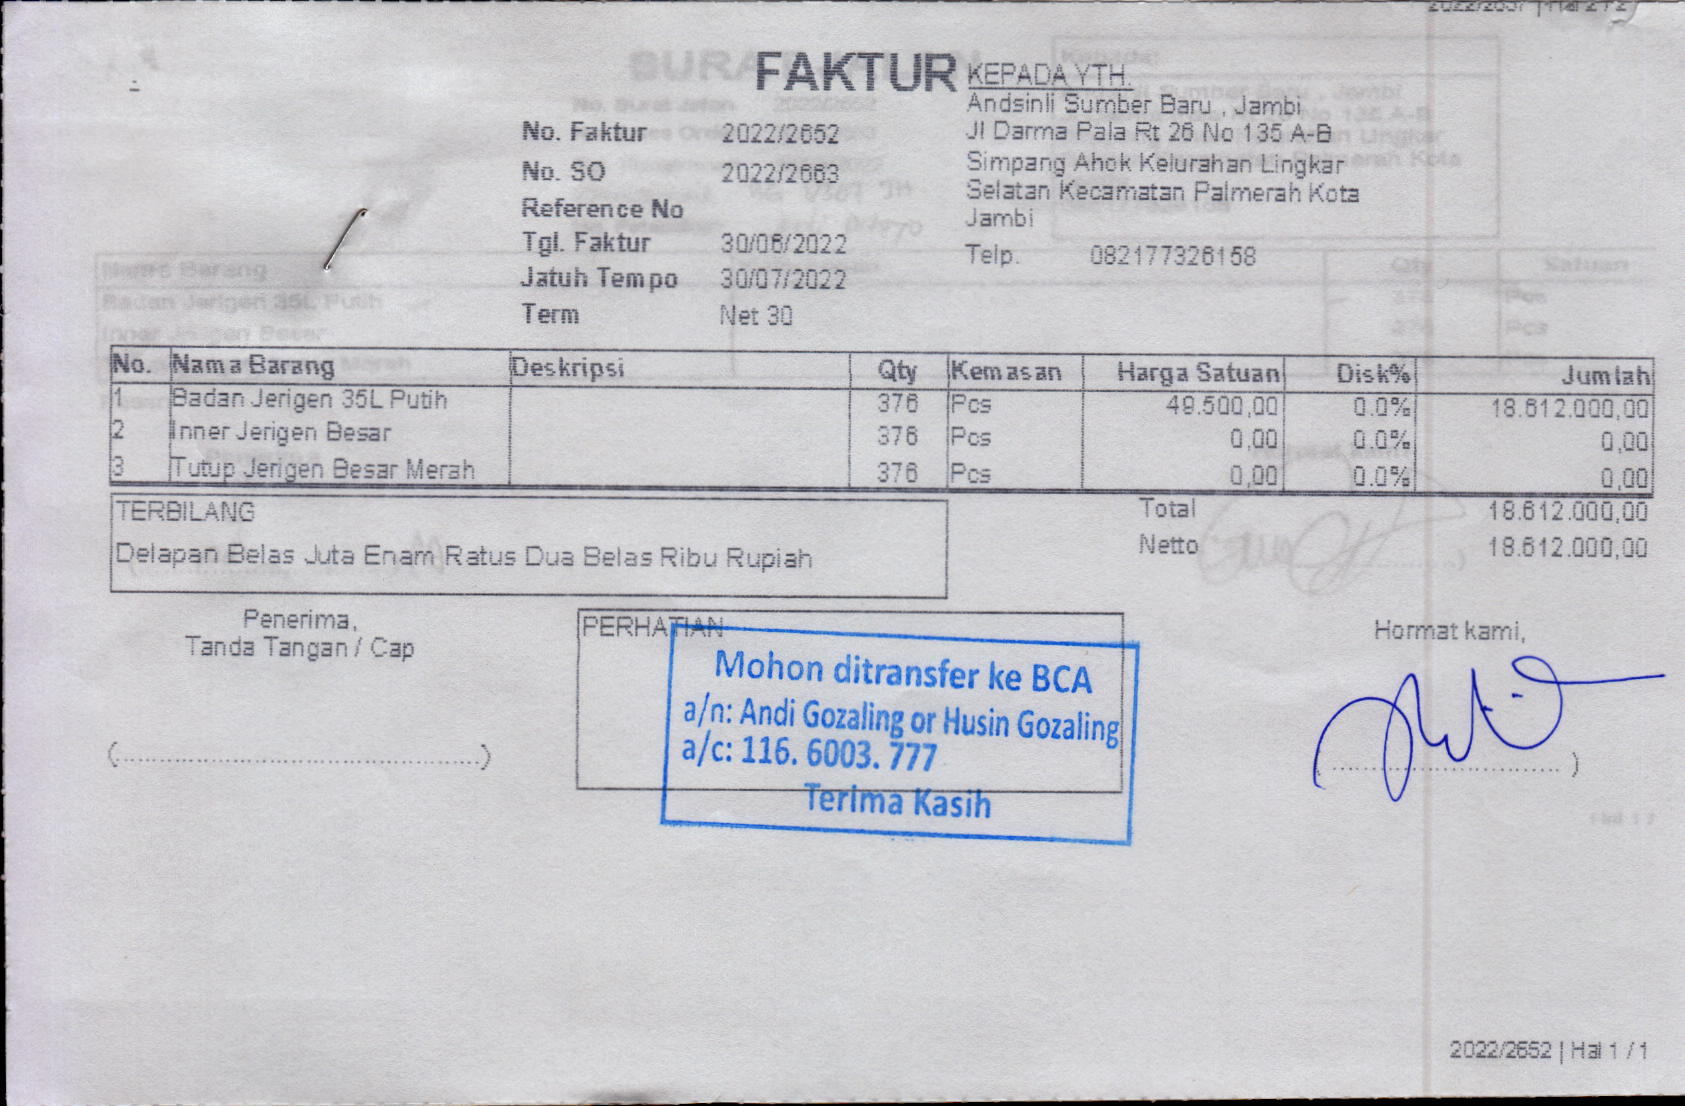 2022/2657 | Hal 2 / 2
FAKTUR
KEPADA YTH.
Andsinli Sumber Baru , Jambi
Jl Darma Pala Rt 26 No 135 A-B
Simpang Ahok Kelurahan Lingkar
Selatan Kecamatan Palmerah Kota
Jambi
Telp. 082177326158
No. Faktur 2022/2652
No. SO 2022/2663
Reference No
Tgl. Faktur 30/06/2022
Jatuh Tempo 30/07/2022
Term Net 30
No. Nama Barang Deskripsi Qty Kemasan Harga Satuan Disk% Jumlah
1 Badan Jerigen 35L Putih 376 Pcs 49.500,00 0.0% 18.612.000,00
2 Inner Jerigen Besar 376 Pcs 0,00 0.0% 0,00
3 Tutup Jerigen Besar Merah 376 Pcs 0,00 0.0% 0,00
TERBILANG
Delapan Belas Juta Enam Ratus Dua Belas Ribu Rupiah
Total 18.612.000,00
Netto 18.612.000,00
Penerima,
Tanda Tangan / Cap
(..................................................)
PERHATIAN
Mohon ditransfer ke BCA
a/n: Andi Gozaling or Husin Gozaling
a/c: 116. 6003. 777
Terima Kasih
Hormat kami,
(..................................)
2022/2652 | Hal 1 / 1